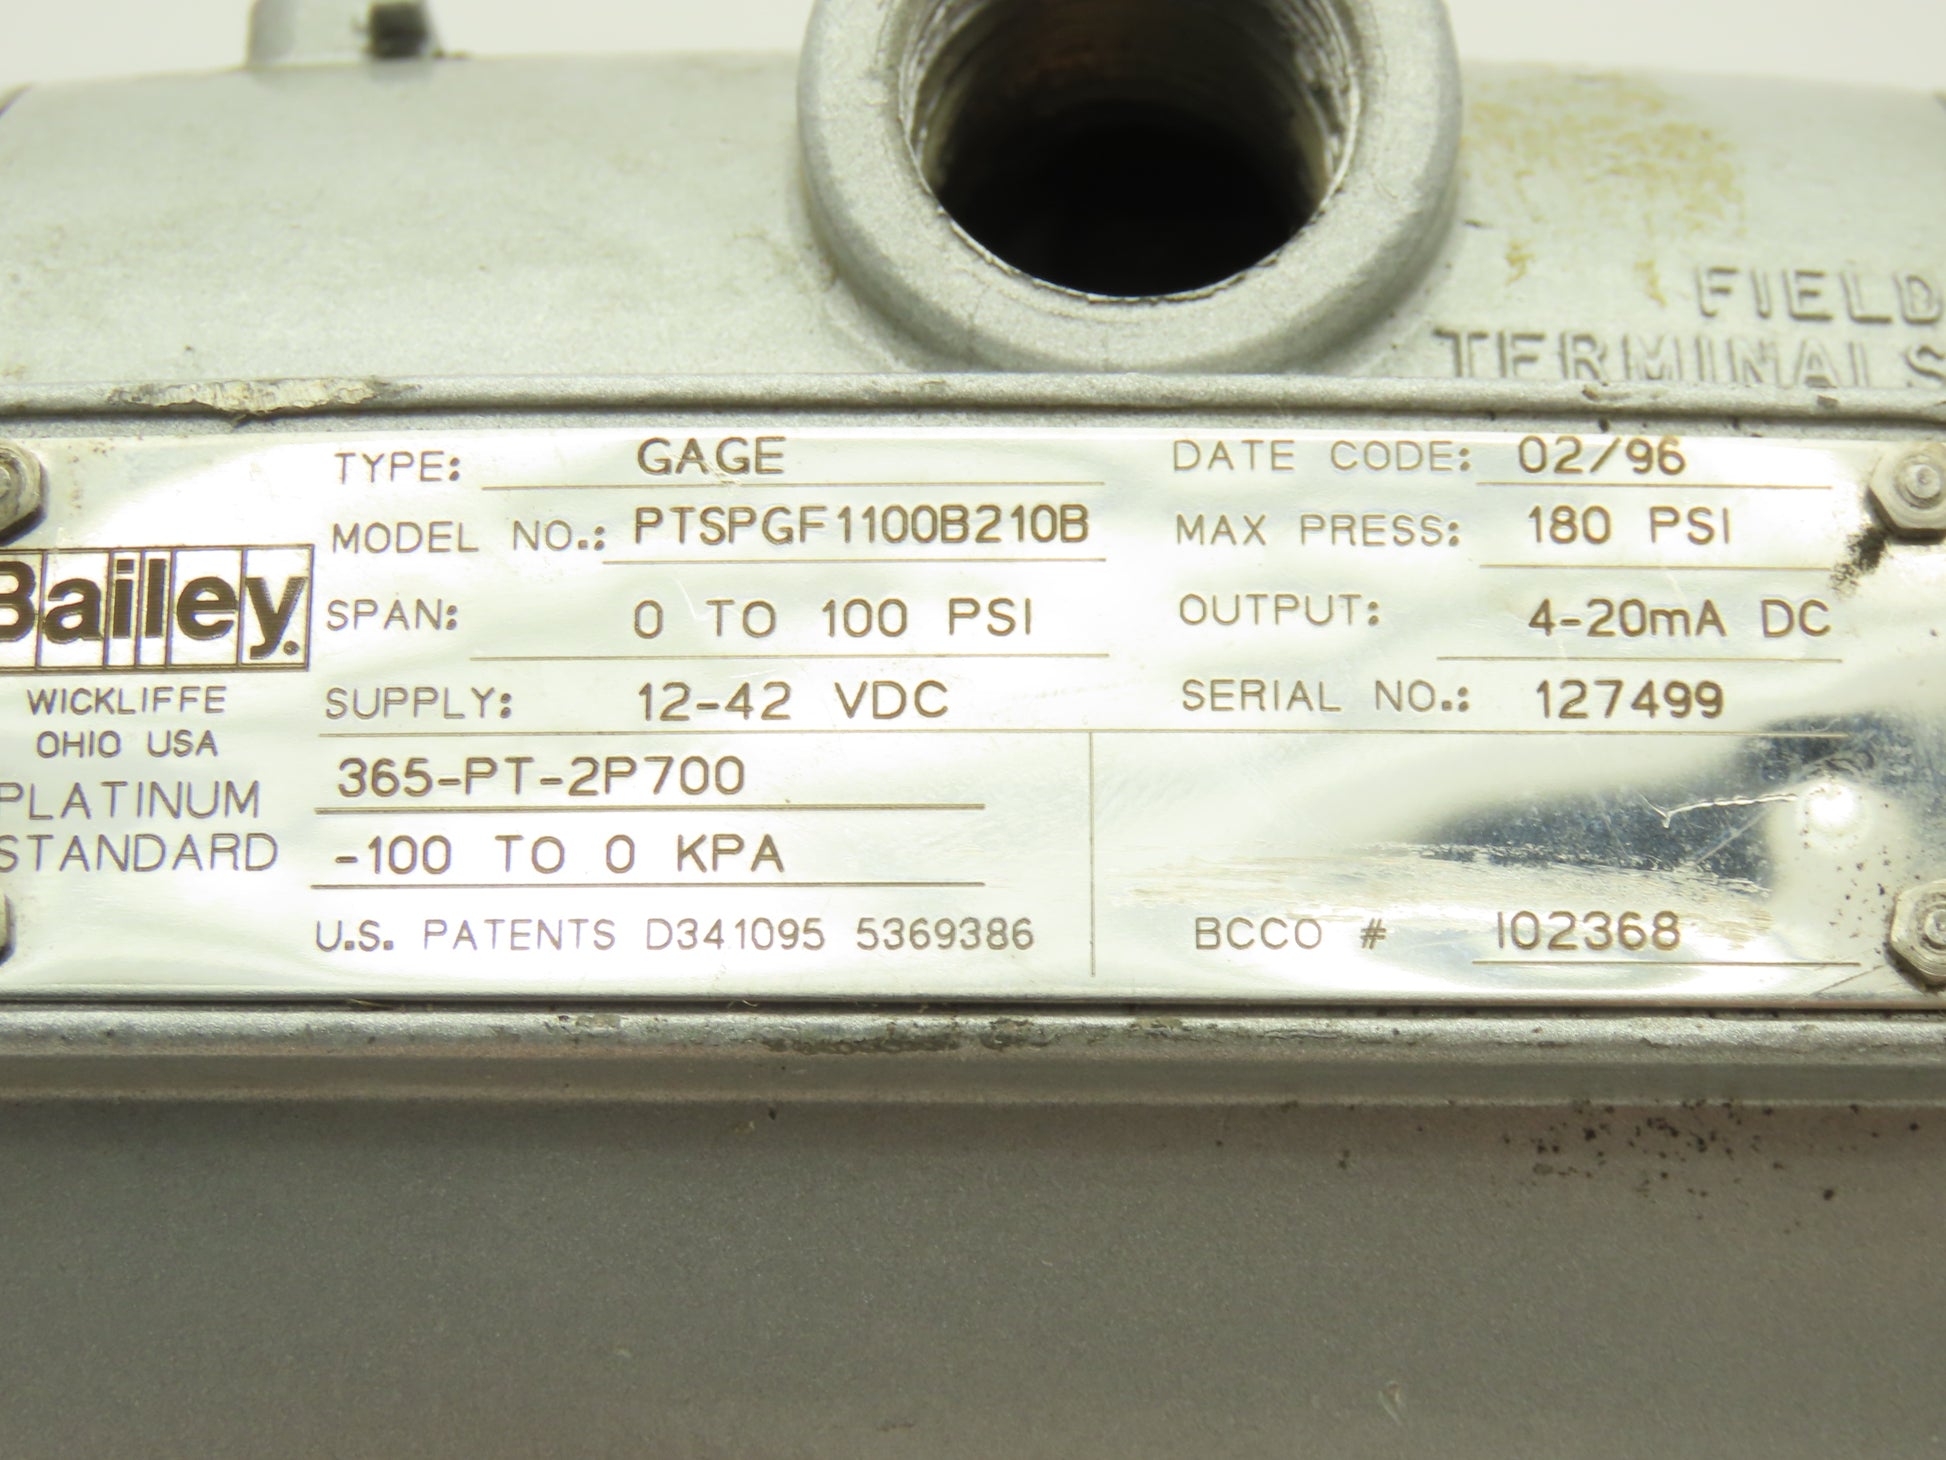 FIELD
TERMINALS
TYPE: GAGE DATE CODE: 02/96
MODEL NO.: PTSPGF1100B210B MAX PRESS: 180 PSI
Bailey
SPAN: 0 TO 100 PSI OUTPUT: 4-20mA DC
WICKLIFFE
OHIO USA
SUPPLY: 12-42 VDC SERIAL NO.: 127499
PLATINUM
STANDARD
365-PT-2P700
-100 TO 0 KPA
U.S. PATENTS D341095 5369386 BCCO # 102368